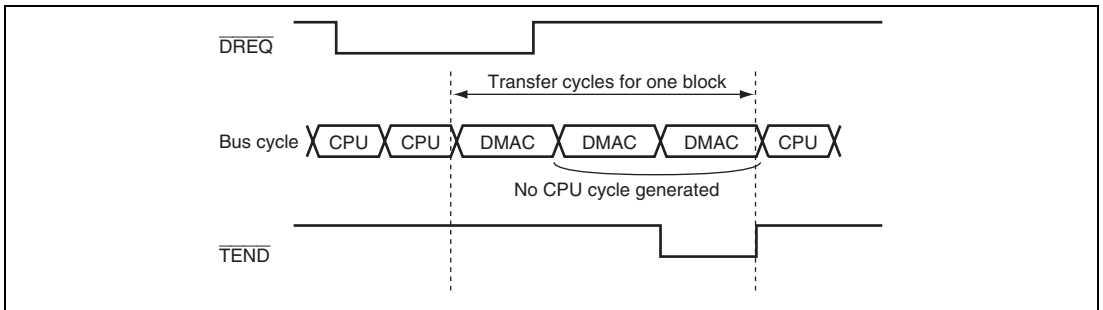 DREQ
Transfer cycles for one block
Bus cycle CPU CPU DMAC DMAC DMAC CPU
No CPU cycle generated
TEND